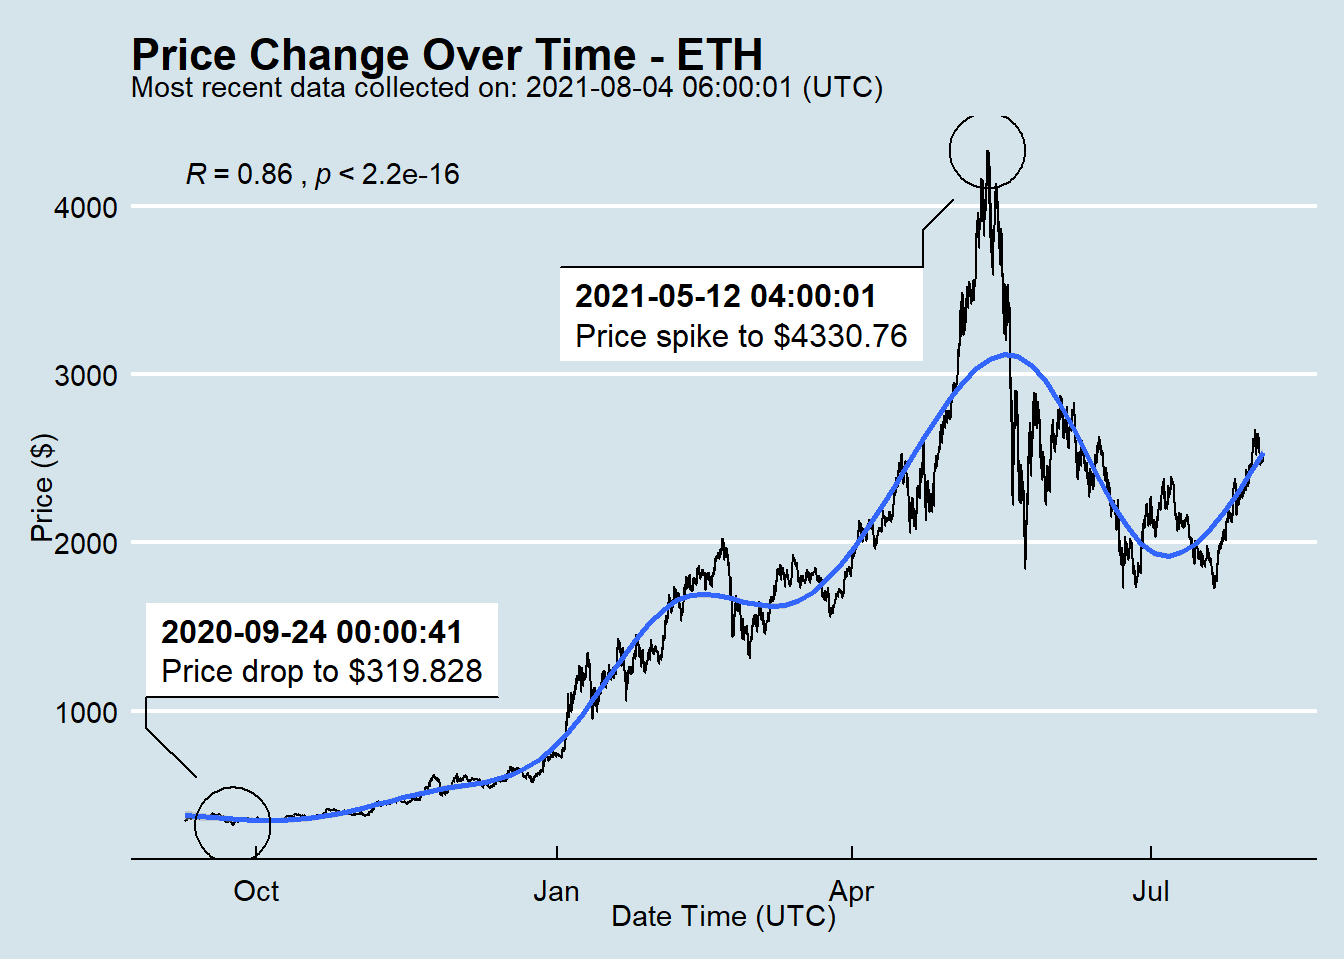 Price Change Over Time - ETH
Most recent data collected on: 2021-08-04 06:00:01 (UTC)
R = 0.86 , p < 2.2e-16
4000
3000
2000
1000
Price ($)
2021-05-12 04:00:01
Price spike to $4330.76
2020-09-24 00:00:41
Price drop to $319.828
Oct
Jan
Apr
Jul
Date Time (UTC)